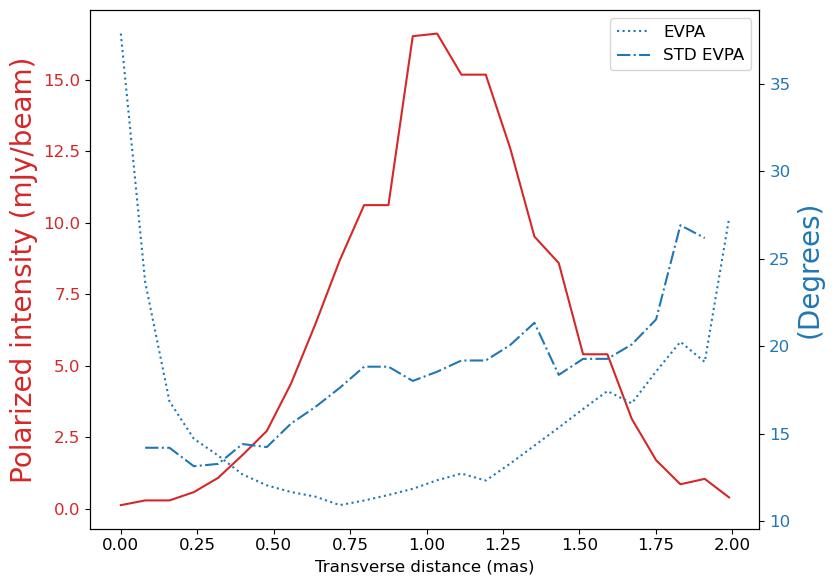 EVPA
STD EVPA
Polarized intensity (mJy/beam)
15.0
12.5
10.0
7.5
5.0
2.5
0.0
35
30
25
20
15
10
(Degrees)
0.00 0.25 0.50 0.75 1.00 1.25 1.50 1.75 2.00
Transverse distance (mas)